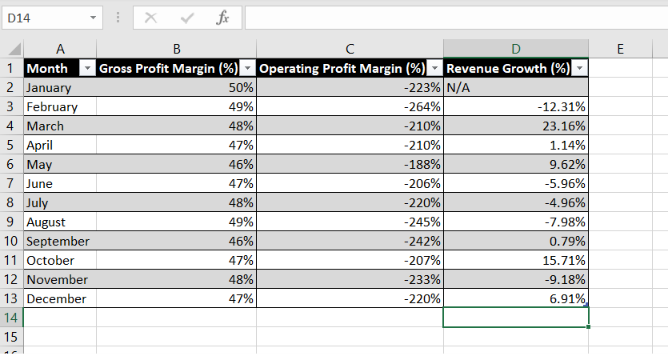 D14 fx
A B C D E
1 Month Gross Profit Margin (%) Operating Profit Margin (%) Revenue Growth (%)
2 January 50% -223% N/A
3 February 49% -264% -12.31%
4 March 48% -210% 23.16%
5 April 47% -210% 1.14%
6 May 46% -188% 9.62%
7 June 47% -206% -5.96%
8 July 48% -220% -4.96%
9 August 49% -245% -7.98%
10 September 46% -242% 0.79%
11 October 47% -207% 15.71%
12 November 48% -233% -9.18%
13 December 47% -220% 6.91%
14
15